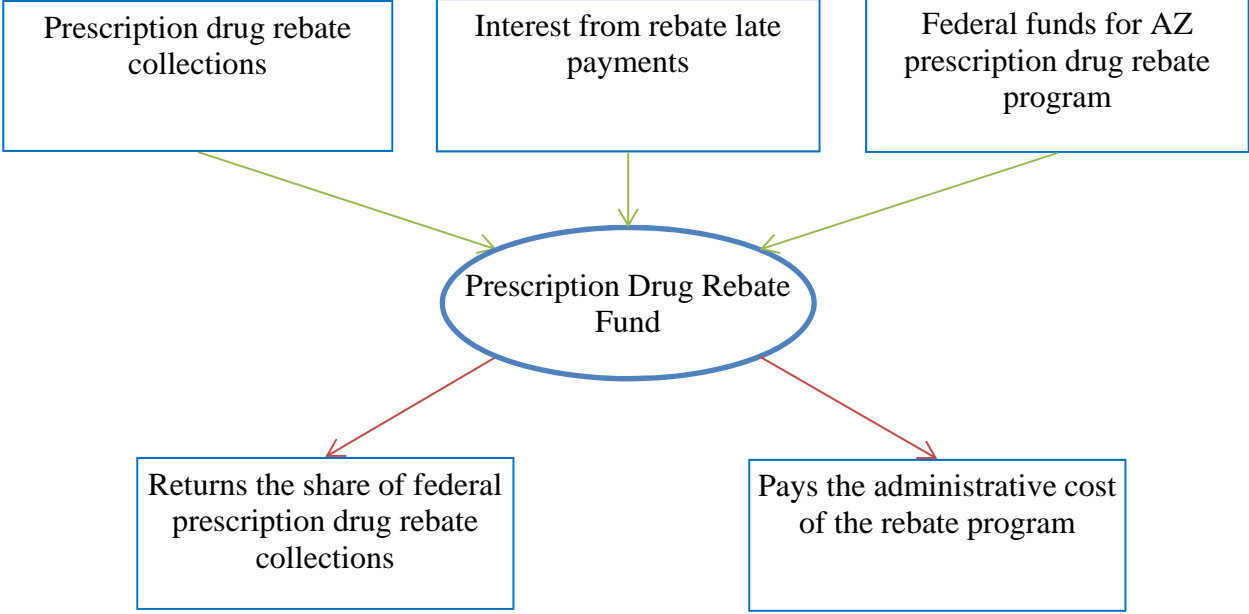 Prescription drug rebate
collections
Interest from rebate late
payments
Federal funds for AZ
prescription drug rebate
program
Prescription Drug Rebate
Fund
Returns the share of federal
prescription drug rebate
collections
Pays the administrative cost
of the rebate program